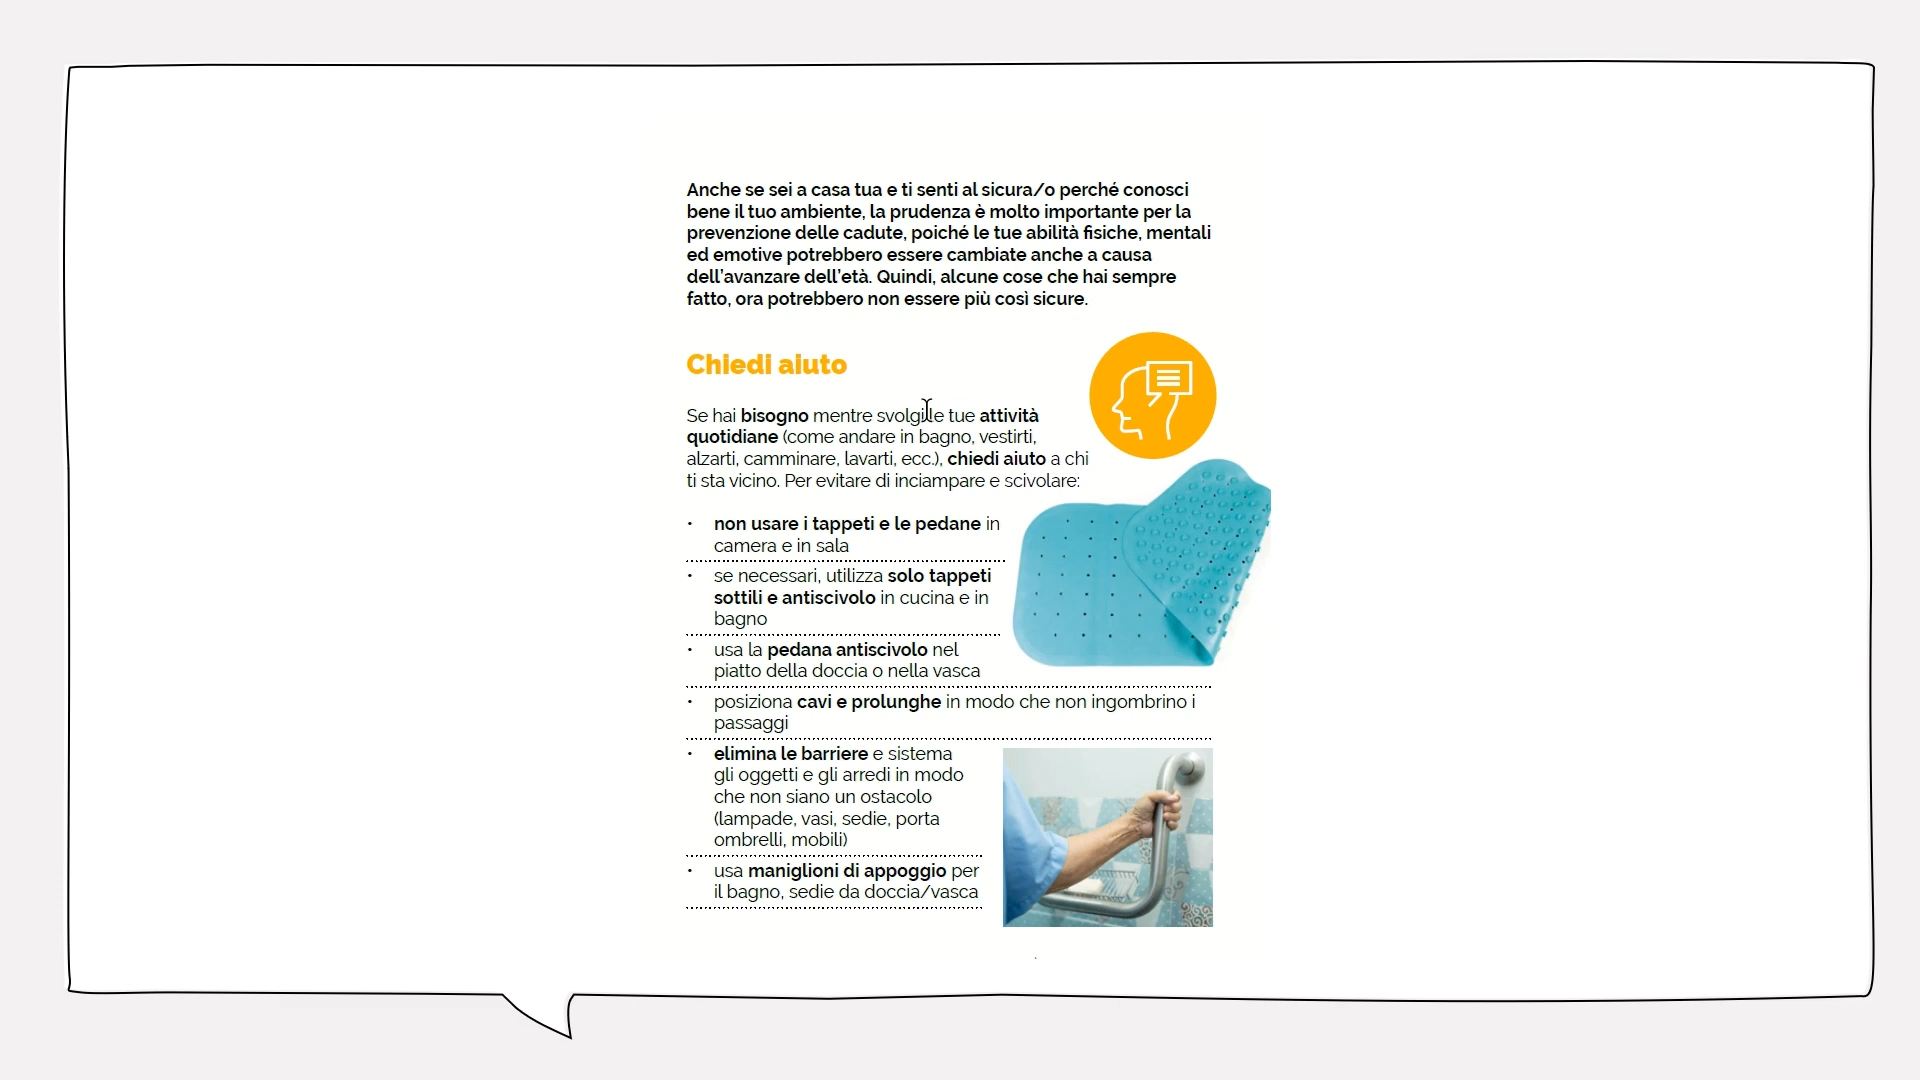 Anche se sei a casa tua e ti senti al sicura/o perché conosci
bene il tuo ambiente, la prudenza è molto importante per la
prevenzione delle cadute, poiché le tue abilità fisiche, mentali
ed emotive potrebbero essere cambiate anche a causa
dell'avanzare dell'età. Quindi, alcune cose che hai sempre
fatto, ora potrebbero non essere più così sicure.
Chiedi aiuto
Se hai bisogno mentre svolgi le tue attività
quotidiane (come andare in bagno, vestirti,
alzarti, camminare, lavarti, ecc.), chiedi aiuto a chi
ti sta vicino. Per evitare di inciampare e scivolare:
• non usare i tappeti e le pedane in
camera e in sala
• se necessari, utilizza solo tappeti
sottili e antiscivolo in cucina e in
bagno
• usa la pedana antiscivolo nel
piatto della doccia o nella vasca
• posiziona cavi e prolunghe in modo che non ingombrino i
passaggi
• elimina le barriere e sistema
gli oggetti e gli arredi in modo
che non siano un ostacolo
(lampade, vasi, sedie, porta
ombrelli, mobili)
• usa maniglioni di appoggio per
il bagno, sedie da doccia/vasca